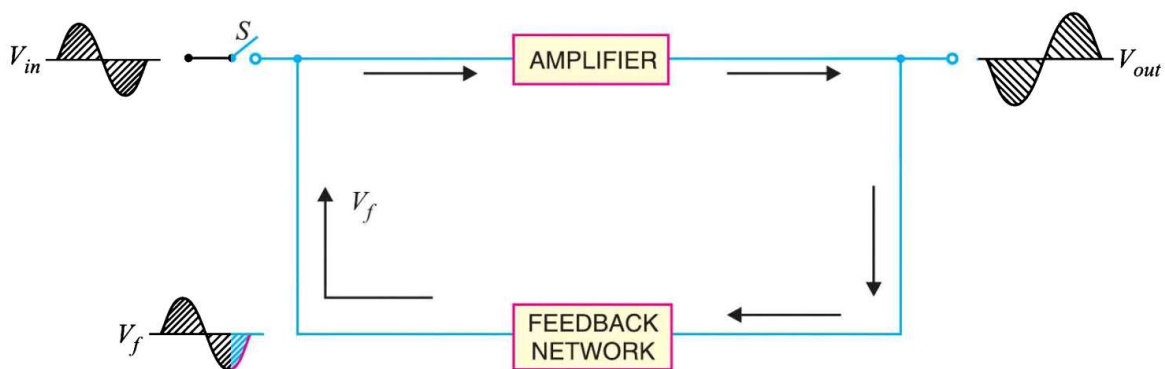 S
V_in
AMPLIFIER
V_out
V_f
V_f
FEEDBACK
NETWORK